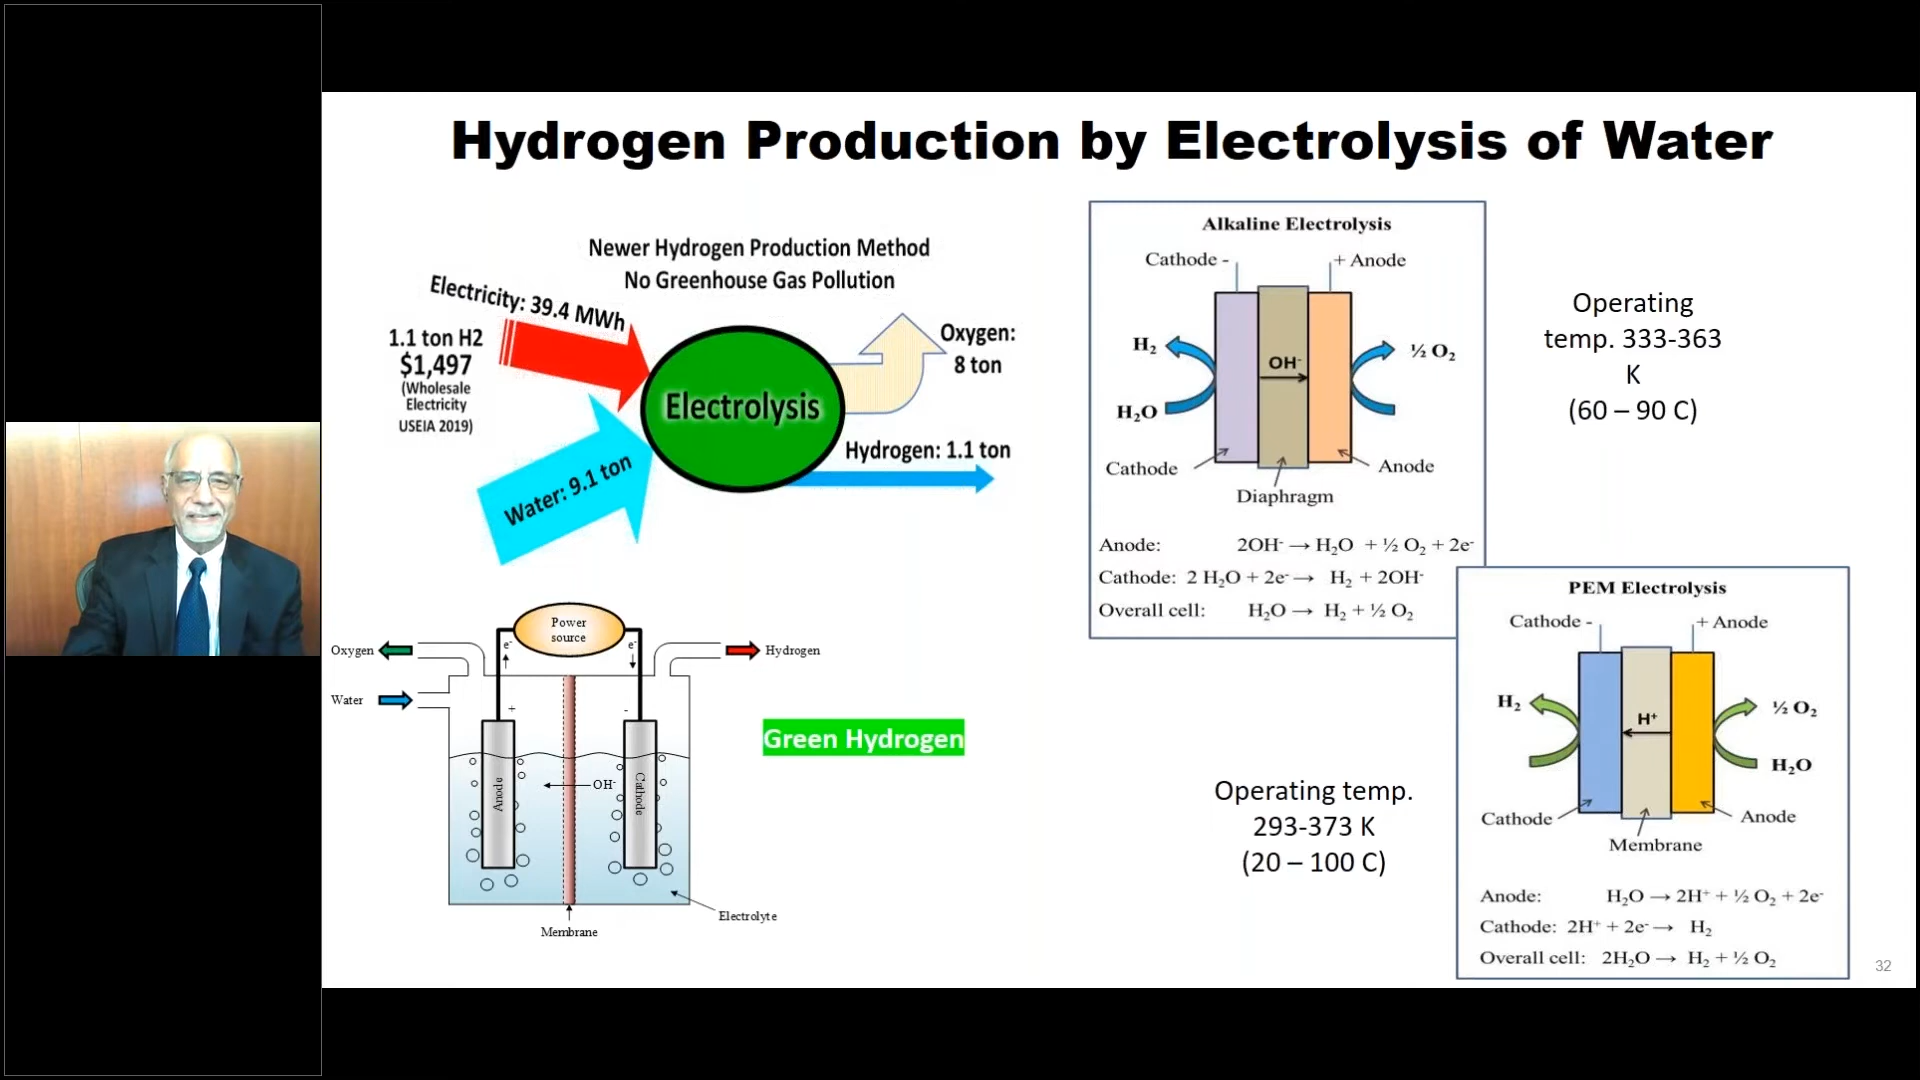 Hydrogen Production by Electrolysis of Water
Newer Hydrogen Production Method
No Greenhouse Gas Pollution
Electricity: 39.4 MWh
1.1 ton H2
$1,497
(Wholesale
Electricity
USEIA 2019)
Electrolysis
Oxygen:
8 ton
Hydrogen: 1.1 ton
Water: 9.1 ton
Power
source
e⁻
e⁻
Oxygen
Hydrogen
Water
+
-
Anode
OH⁻
Cathode
Electrolyte
Membrane
Green Hydrogen
Alkaline Electrolysis
Cathode -
+ Anode
H₂
OH⁻
½ O₂
H₂O
Cathode
Anode
Diaphragm
Anode: 2OH⁻ → H₂O + ½ O₂ + 2e⁻
Cathode: 2 H₂O + 2e⁻ → H₂ + 2OH⁻
Overall cell: H₂O → H₂ + ½ O₂
Operating
temp. 333-363
K
(60 – 90 C)
PEM Electrolysis
Cathode -
+ Anode
H₂
H⁺
½ O₂
H₂O
Cathode
Anode
Membrane
Anode: H₂O → 2H⁺ + ½ O₂ + 2e⁻
Cathode: 2H⁺ + 2e⁻ → H₂
Overall cell: 2H₂O → H₂ + ½ O₂
Operating temp.
293-373 K
(20 – 100 C)
32